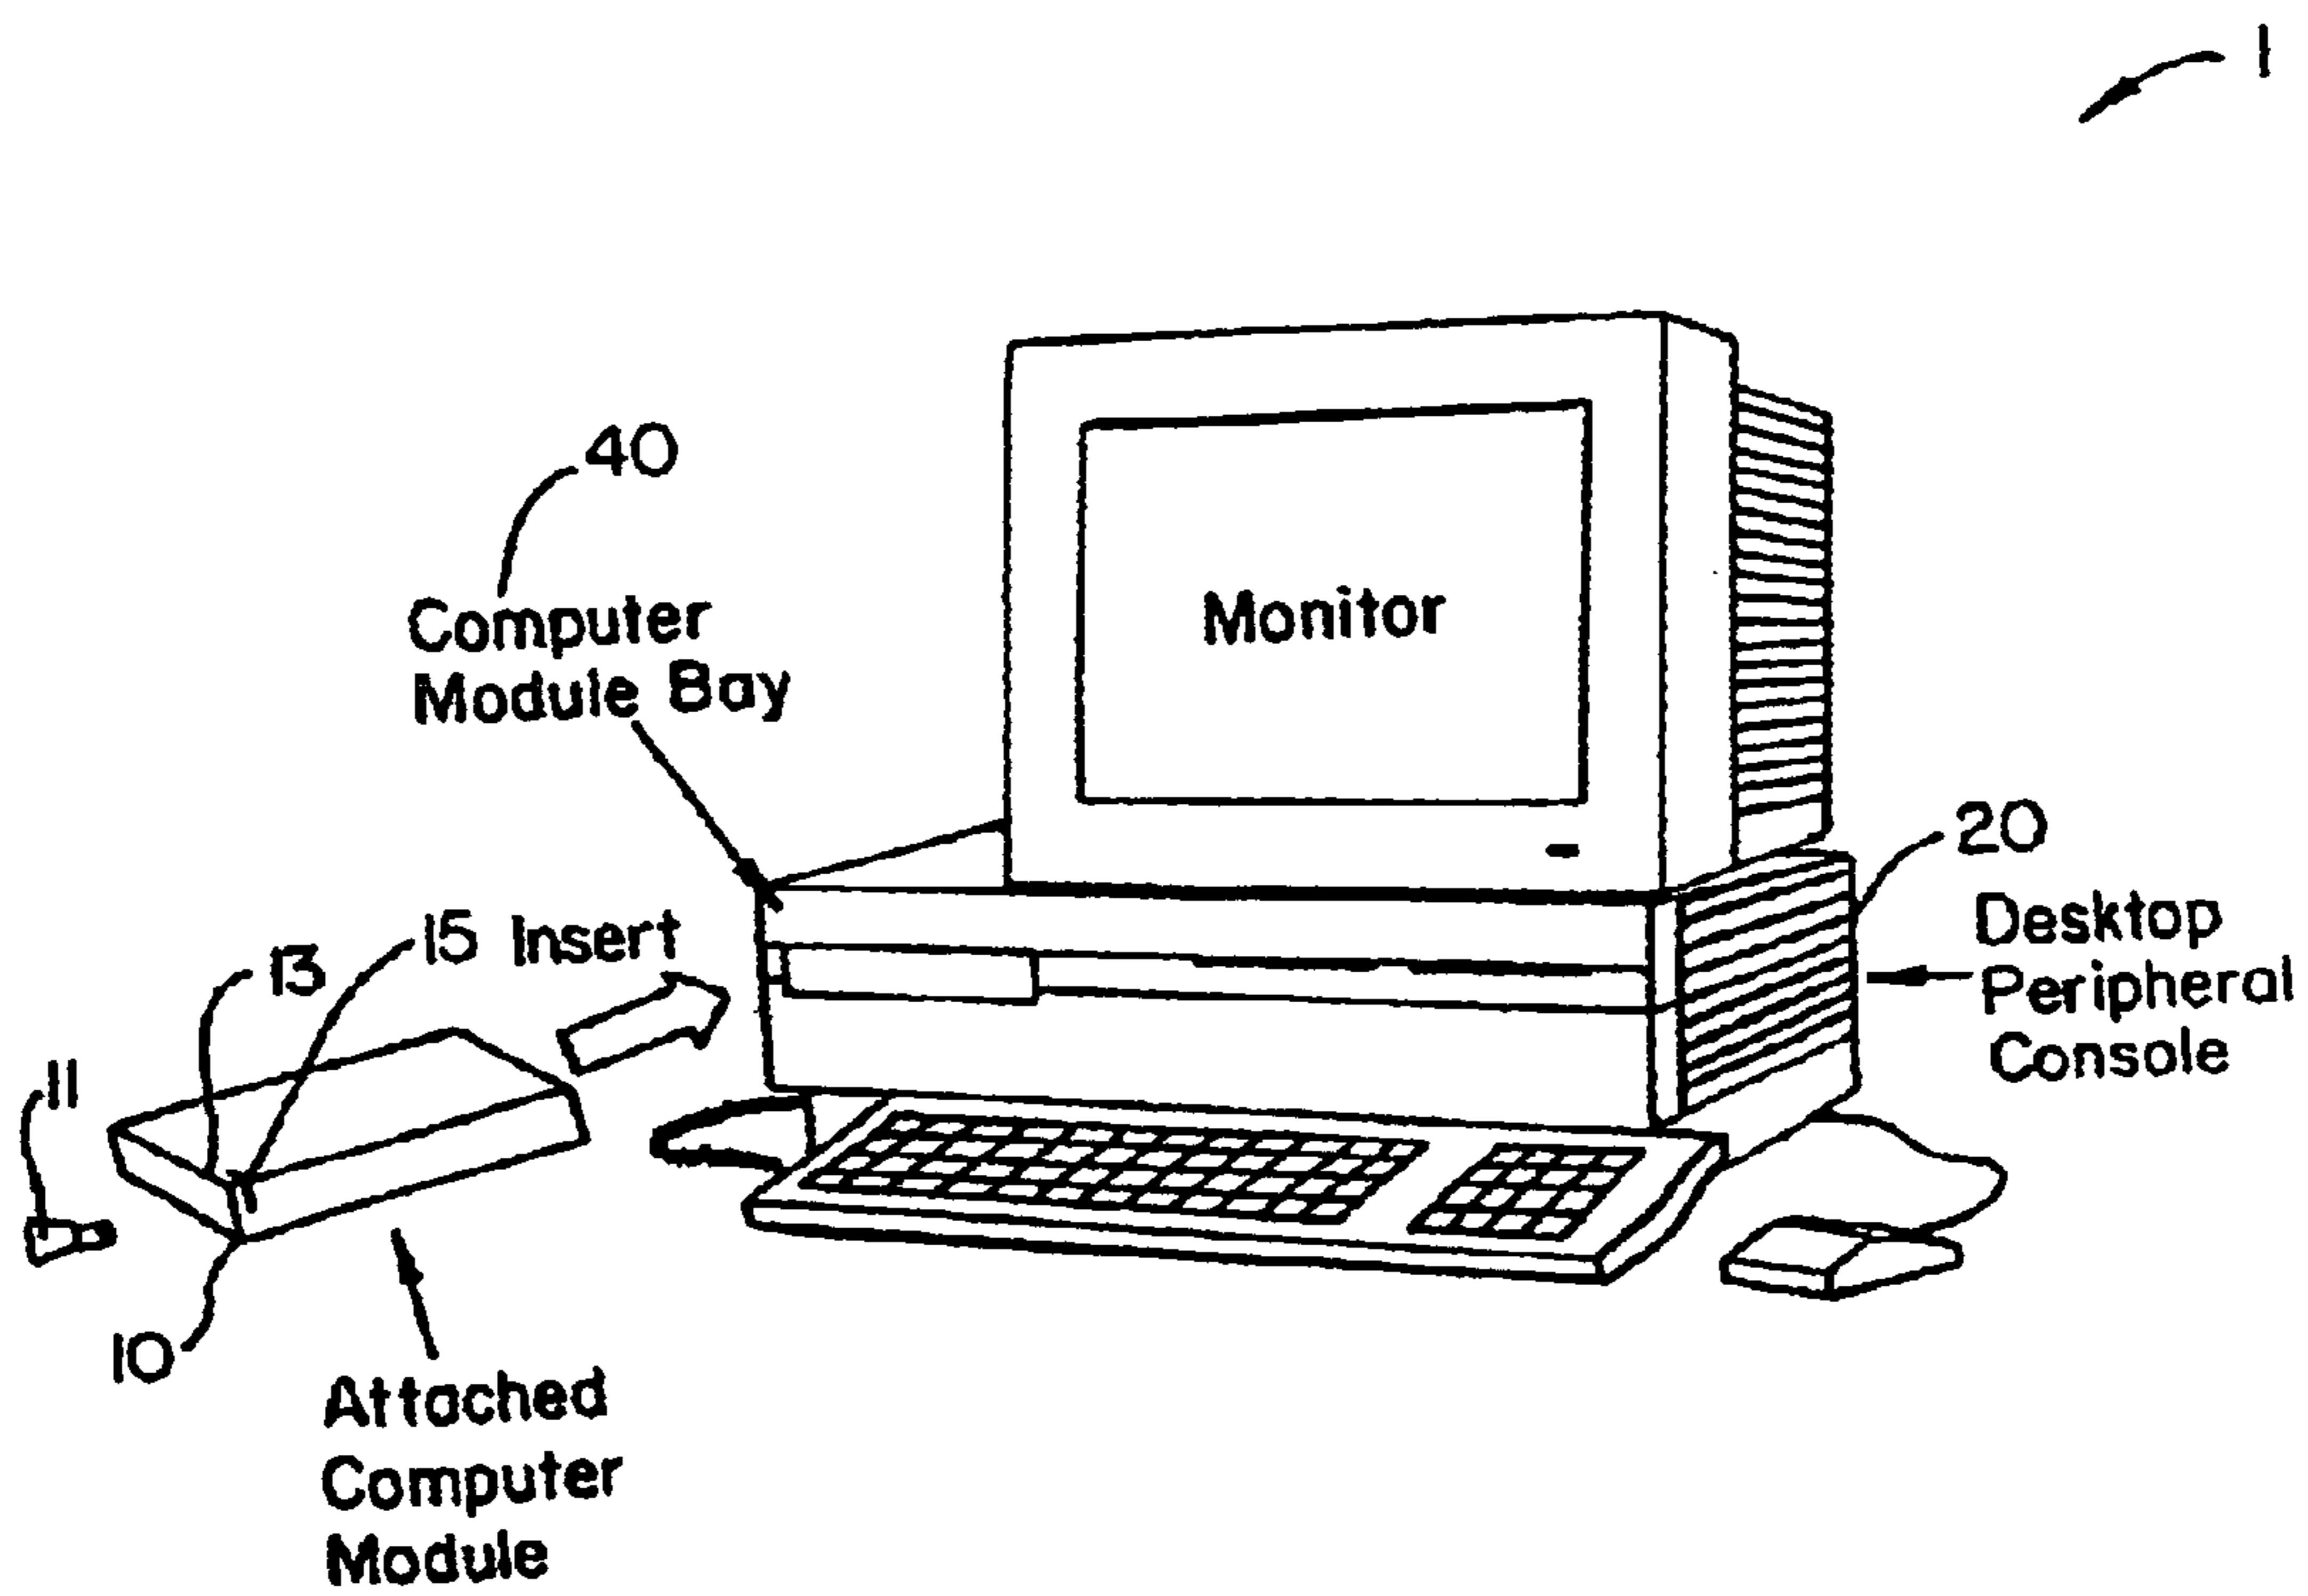 1
40
Computer
Module Bay
Monitor
20
Desktop
Peripheral
Console
15 Insert
13
11
10
Attached
Computer
Module